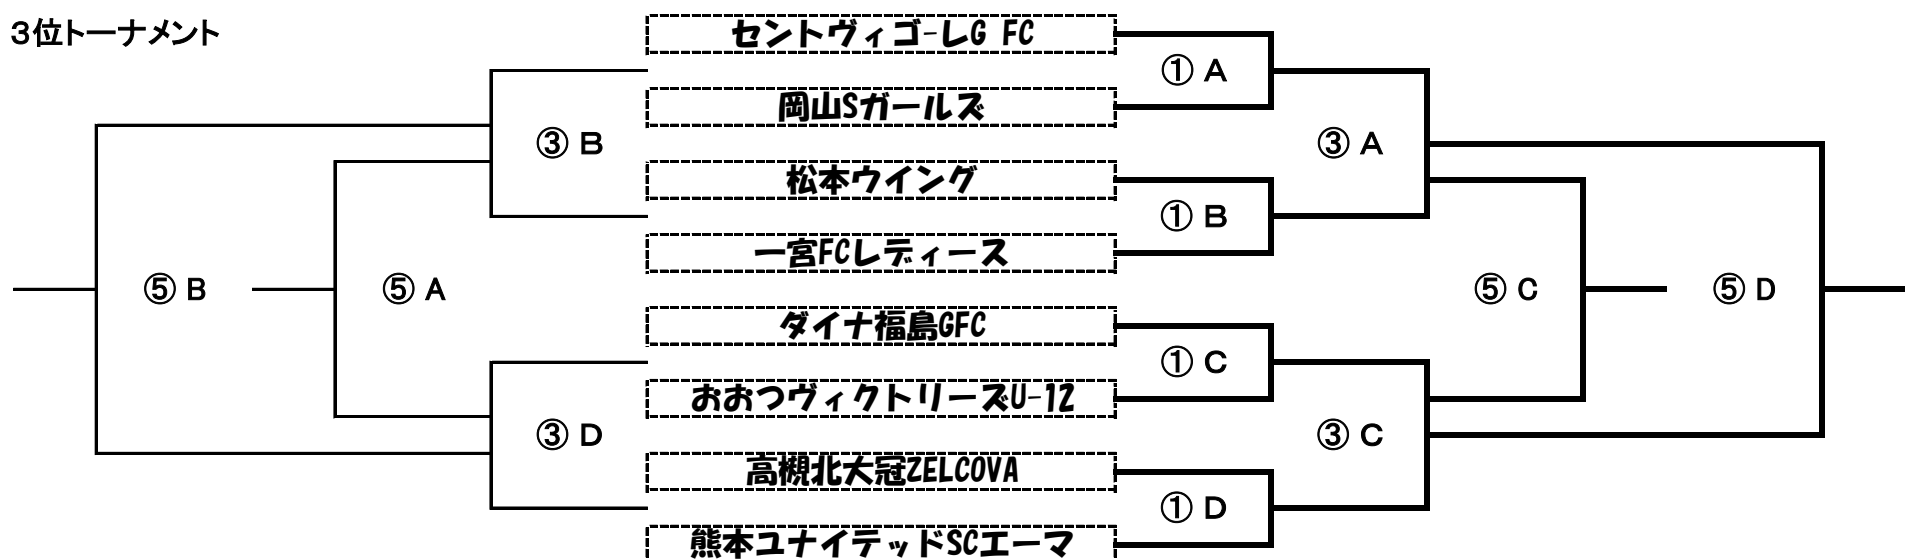 3位トーナメント
セントヴィゴ-レG FC
① A
岡山Sガールズ
③ B
③ A
松本ウイング
① B
一宮FCレディース
⑤ B
⑤ A
⑤ C
⑤ D
ダイナ福島GFC
① C
おおつヴィクトリーズU-12
③ D
③ C
高槻北大冠ZELCOVA
① D
熊本ユナイテッドSCエーマ